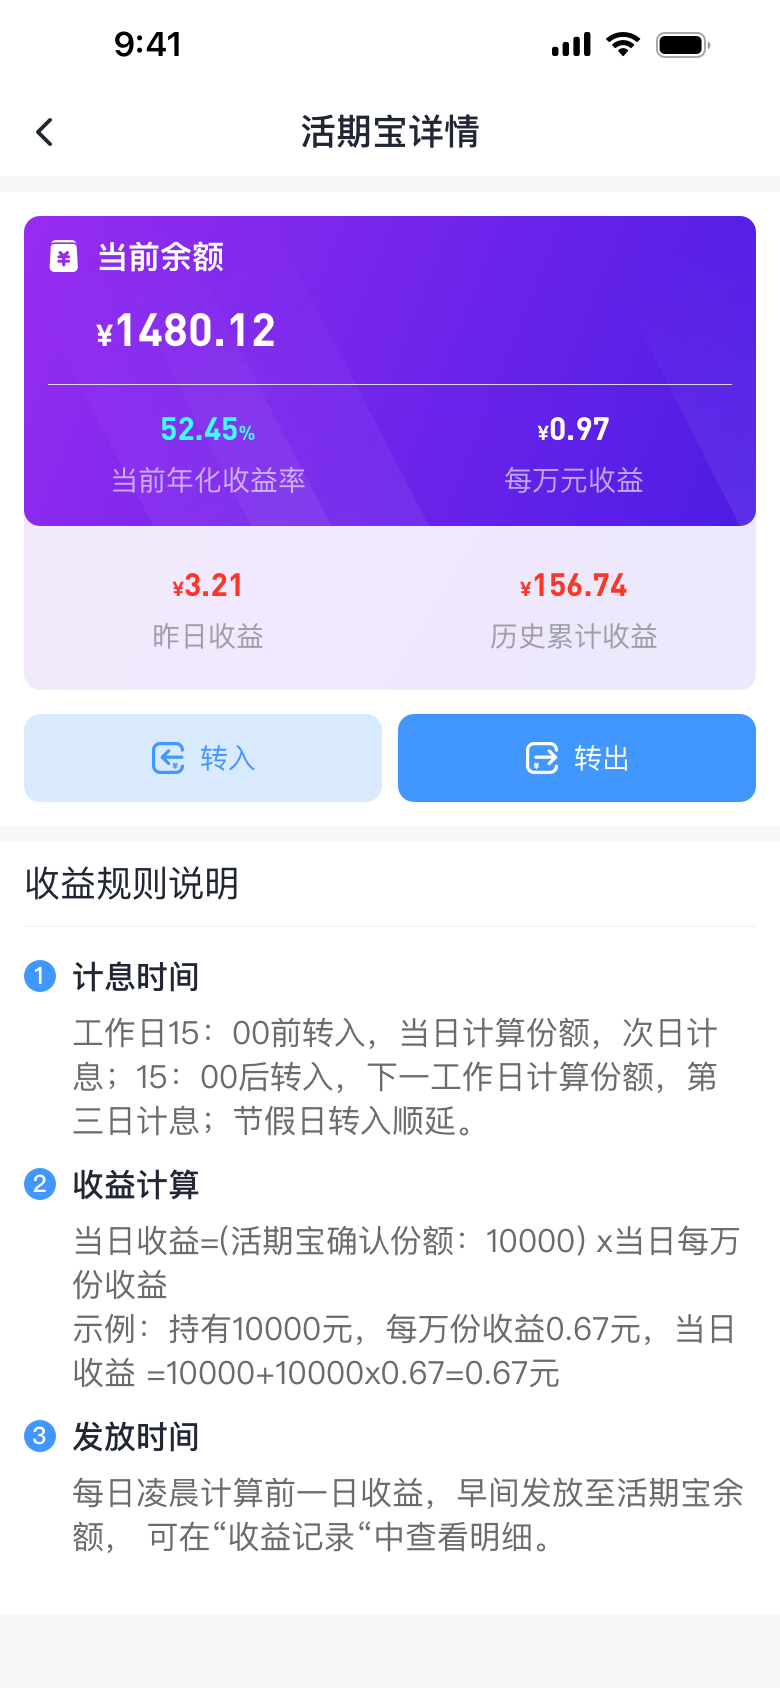 9:41
活期宝详情
当前余额
¥1480.12
52.45%
¥0.97
当前年化收益率
每万元收益
¥3.21
¥156.74
昨日收益
历史累计收益
转入
转出
收益规则说明
1 计息时间
工作日15：00前转入，当日计算份额，次日计
息；15：00后转入，下一工作日计算份额，第
三日计息；节假日转入顺延。
2 收益计算
当日收益=(活期宝确认份额：10000) x当日每万
份收益
示例：持有10000元，每万份收益0.67元，当日
收益 =10000+10000x0.67=0.67元
3 发放时间
每日凌晨计算前一日收益，早间发放至活期宝余
额， 可在“收益记录“中查看明细。